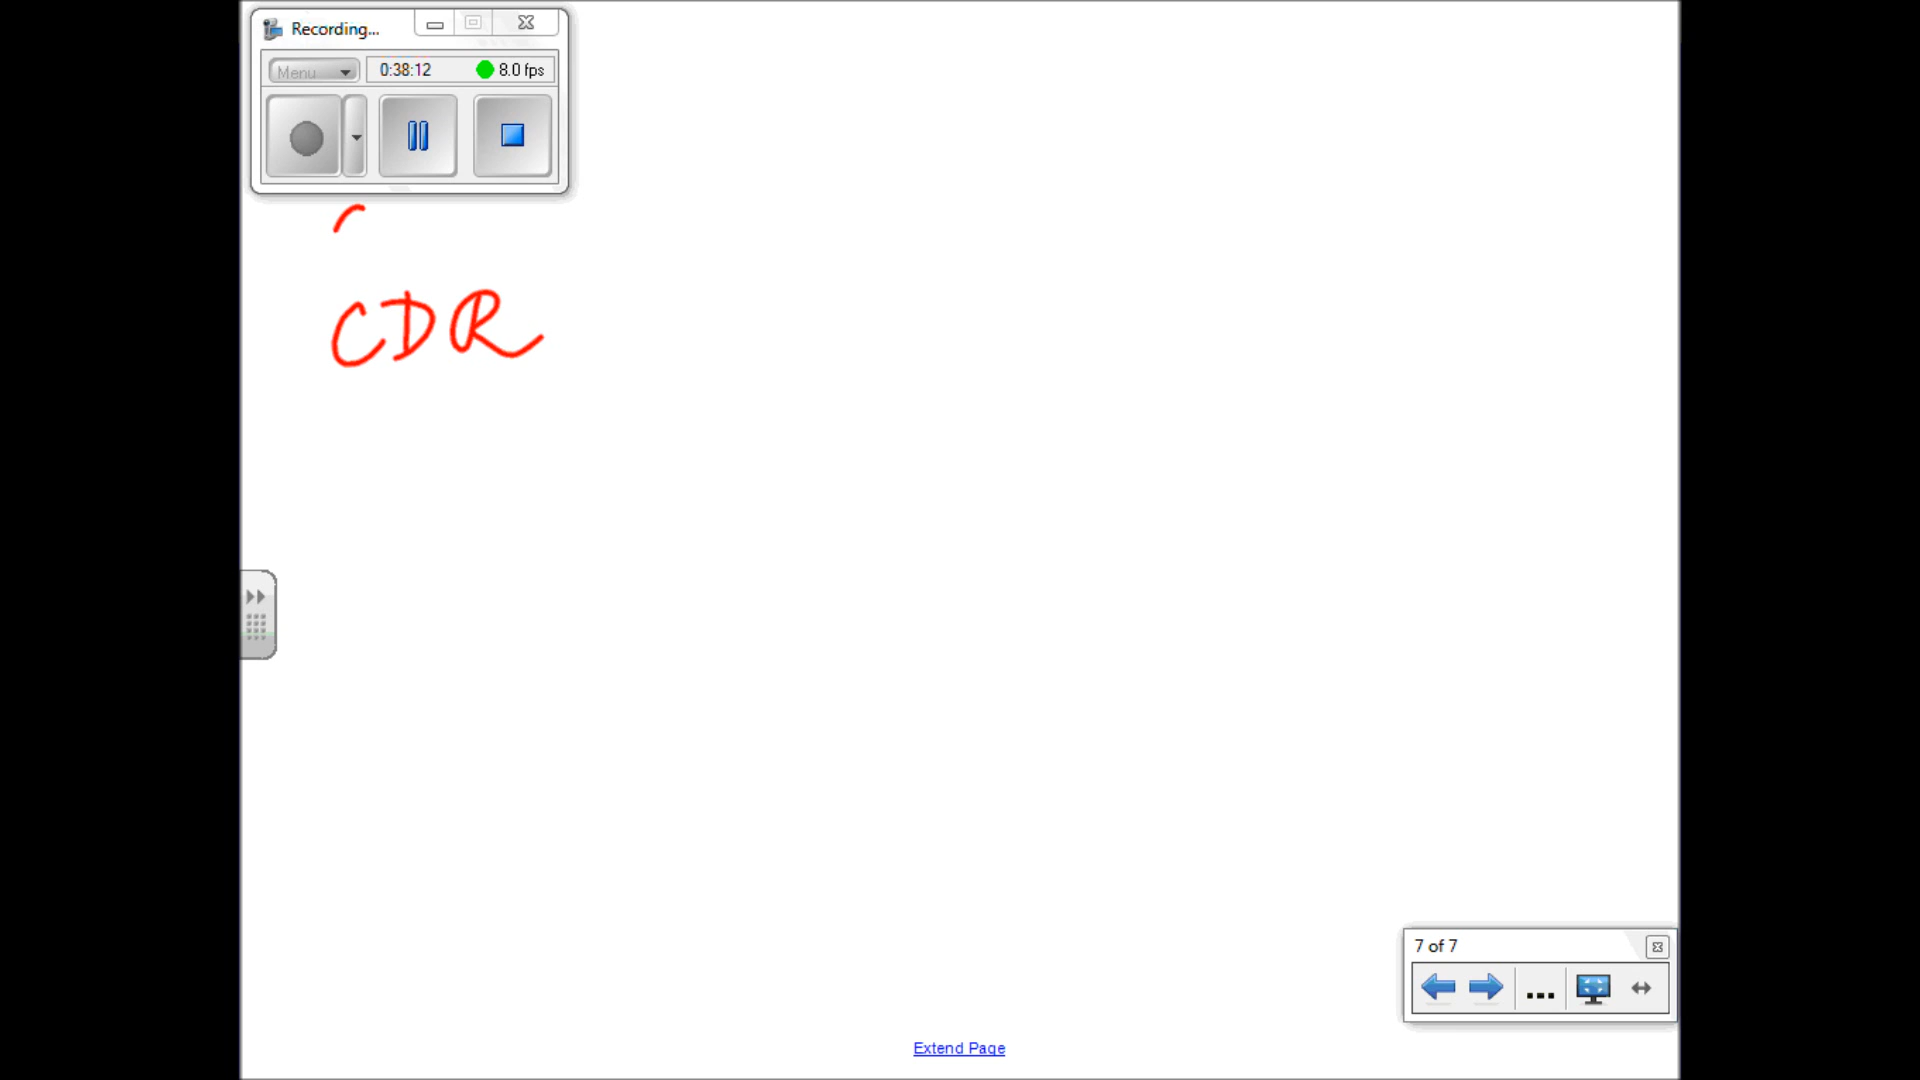 Recording...
Menu 0:38:12 8.0 fps
CDR
7 of 7
...
Extend Page